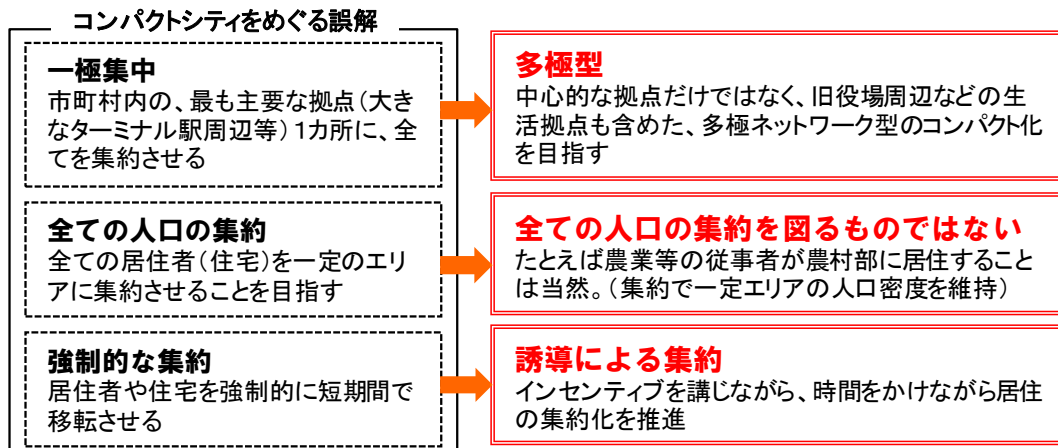 コンパクトシティをめぐる誤解
一極集中
市町村内の、最も主要な拠点(大き
なターミナル駅周辺等)1カ所に、全
てを集約させる
多極型
中心的な拠点だけではなく、旧役場周辺などの生
活拠点も含めた、多極ネットワーク型のコンパクト化
を目指す
全ての人口の集約
全ての居住者(住宅)を一定のエリ
アに集約させることを目指す
全ての人口の集約を図るものではない
たとえば農業等の従事者が農村部に居住すること
は当然。(集約で一定エリアの人口密度を維持)
強制的な集約
居住者や住宅を強制的に短期間で
移転させる
誘導による集約
インセンティブを講じながら、時間をかけながら居住
の集約化を推進